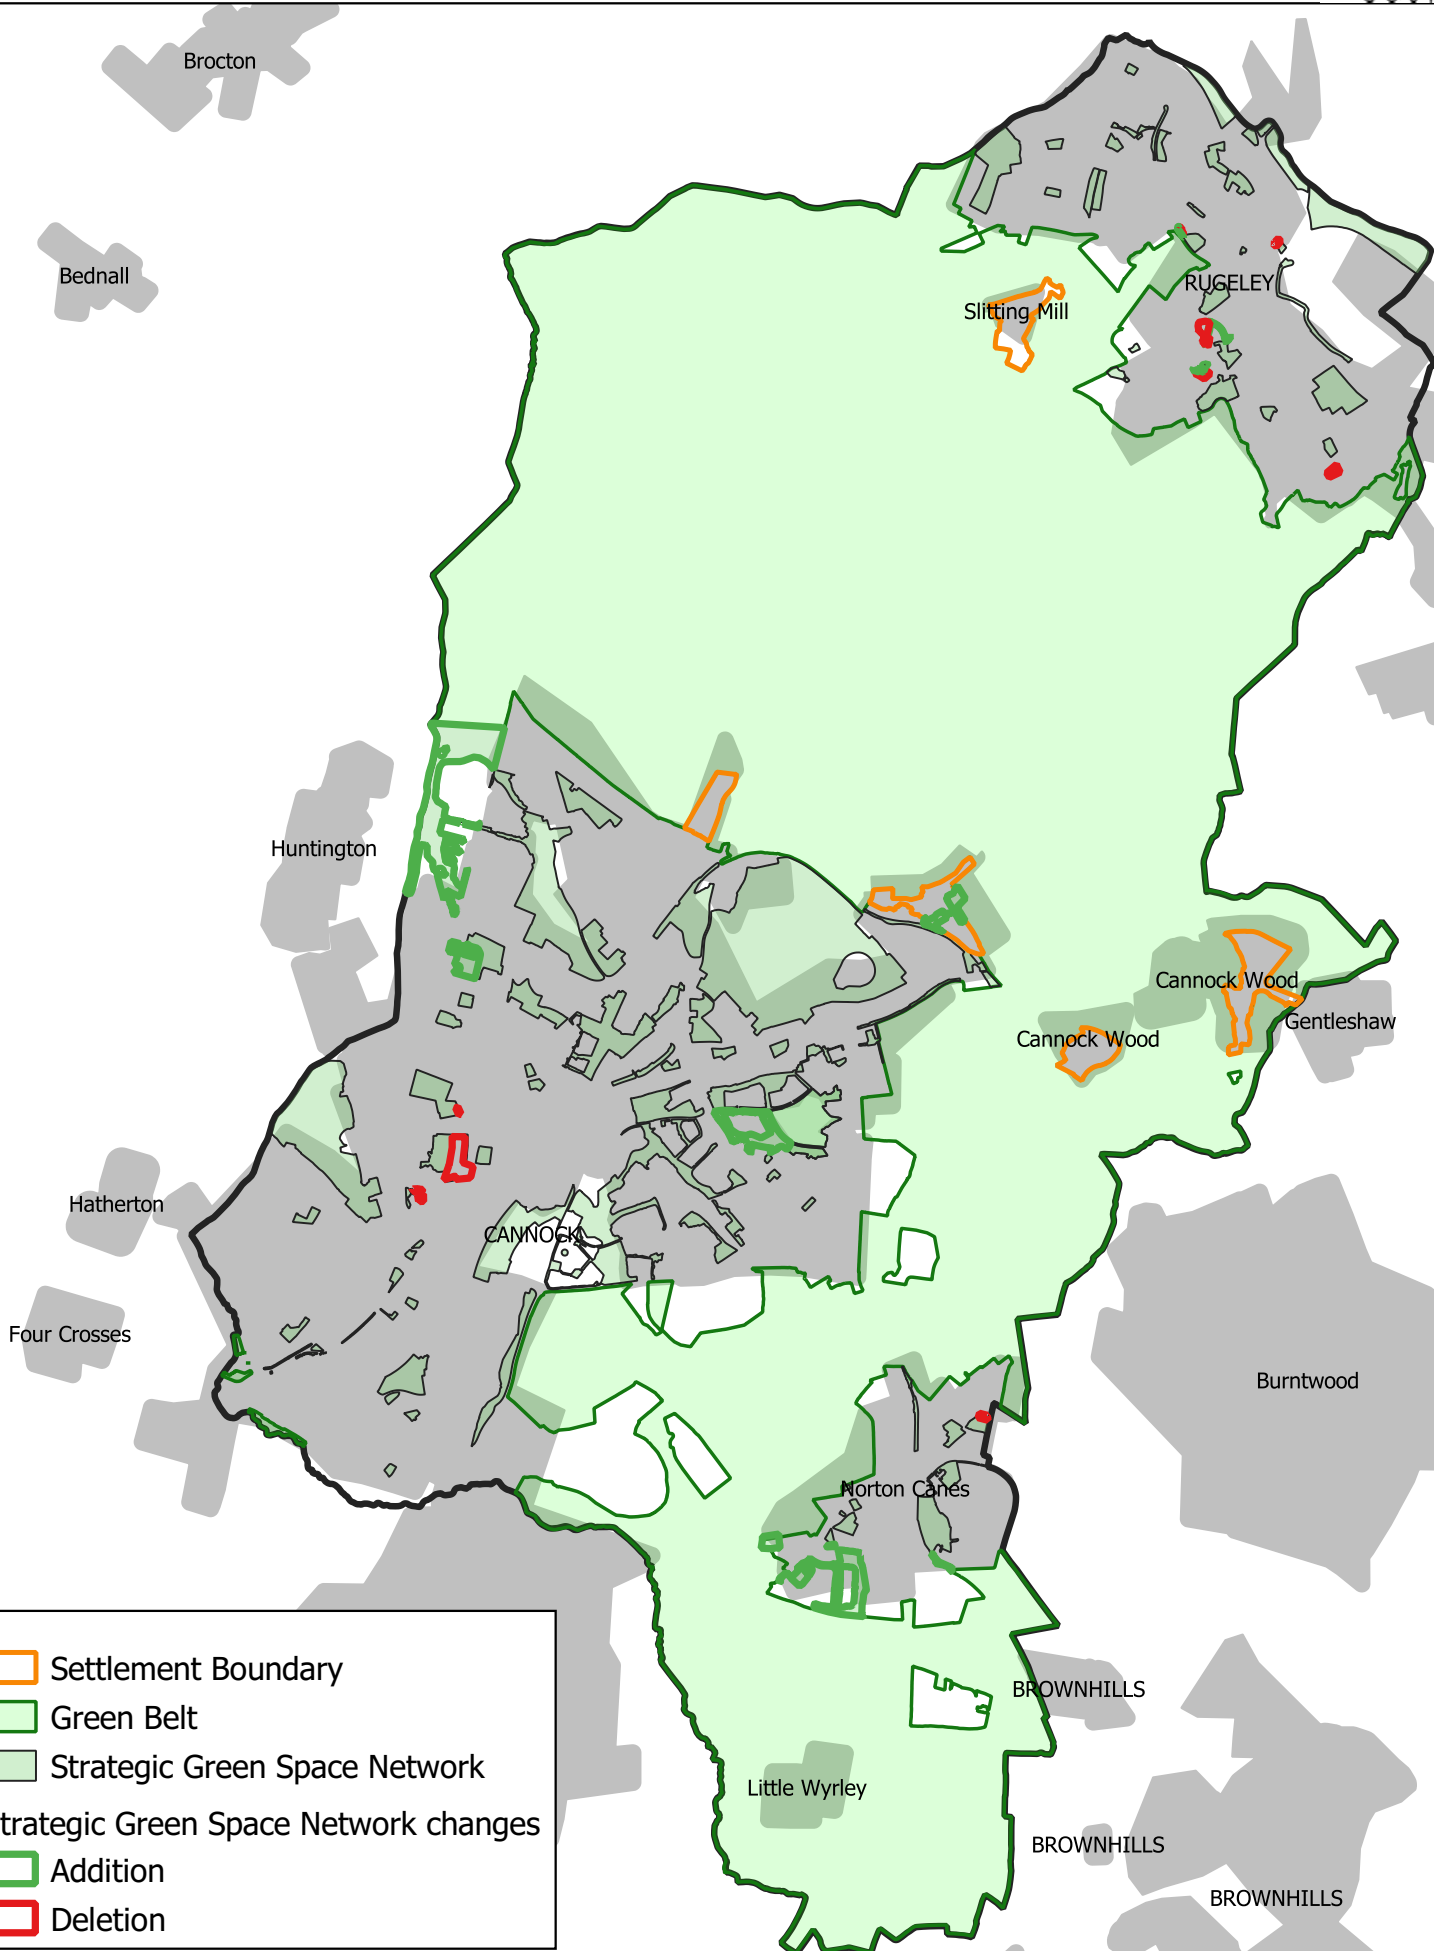 Brocton
Bednall
RUGELEY
Slitting Mill
Huntington
Cannock Wood
Gentleshaw
Cannock Wood
Hatherton
CANNOCK
Four Crosses
Burntwood
Norton Canes
BROWNHILLS
Little Wyrley
BROWNHILLS
BROWNHILLS
Settlement Boundary
Green Belt
Strategic Green Space Network
trategic Green Space Network changes
Addition
Deletion